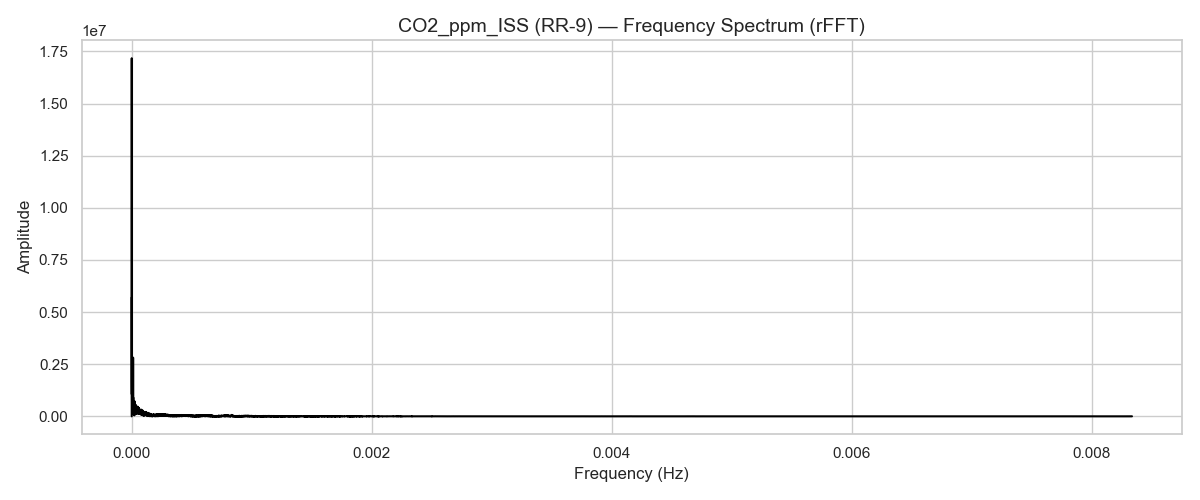 CO2_ppm_ISS (RR-9) — Frequency Spectrum (rFFT)
1e7
1.75
1.50
1.25
1.00
0.75
0.50
0.25
0.00
Amplitude
0.000 0.002 0.004 0.006 0.008
Frequency (Hz)